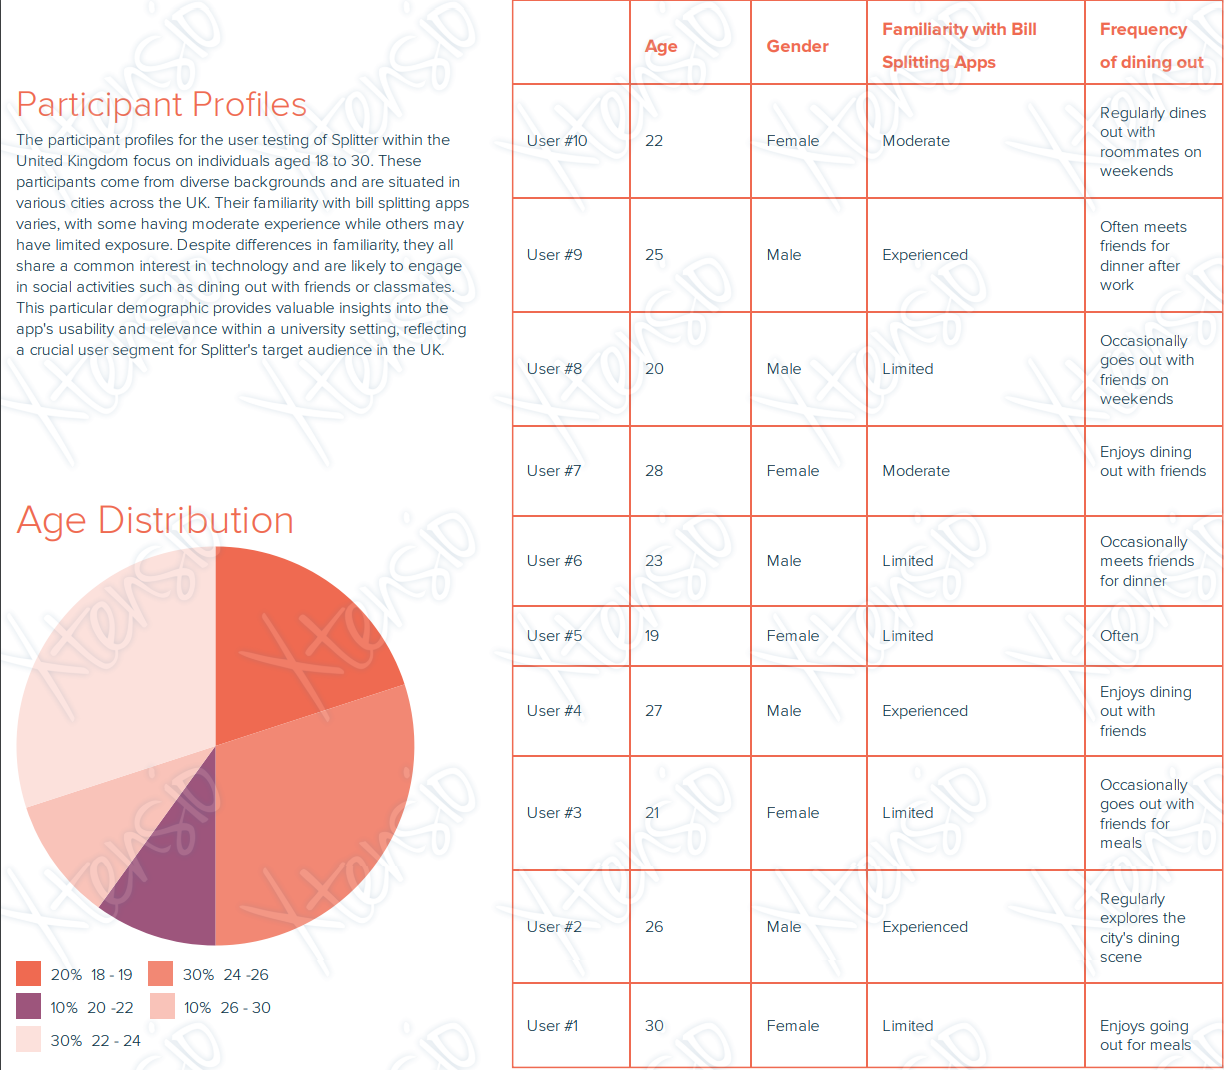 Participant Profiles
The participant profiles for the user testing of Splitter within the
United Kingdom focus on individuals aged 18 to 30. These
participants come from diverse backgrounds and are situated in
various cities across the UK. Their familiarity with bill splitting apps
varies, with some having moderate experience while others may
have limited exposure. Despite differences in familiarity, they all
share a common interest in technology and are likely to engage
in social activities such as dining out with friends or classmates.
This particular demographic provides valuable insights into the
app's usability and relevance within a university setting, reflecting
a crucial user segment for Splitter's target audience in the UK.
Age Distribution
20% 18 - 19
30% 24 -26
10% 20 -22
10% 26 - 30
30% 22 - 24
Age
Gender
Familiarity with Bill
Splitting Apps
Frequency
of dining out
User #10
22
Female
Moderate
Regularly dines
out with
roommates on
weekends
User #9
25
Male
Experienced
Often meets
friends for
dinner after
work
User #8
20
Male
Limited
Occasionally
goes out with
friends on
weekends
User #7
28
Female
Moderate
Enjoys dining
out with friends
User #6
23
Male
Limited
Occasionally
meets friends
for dinner
User #5
19
Female
Limited
Often
User #4
27
Male
Experienced
Enjoys dining
out with
friends
User #3
21
Female
Limited
Occasionally
goes out with
friends for
meals
User #2
26
Male
Experienced
Regularly
explores the
city's dining
scene
User #1
30
Female
Limited
Enjoys going
out for meals
Xtensio